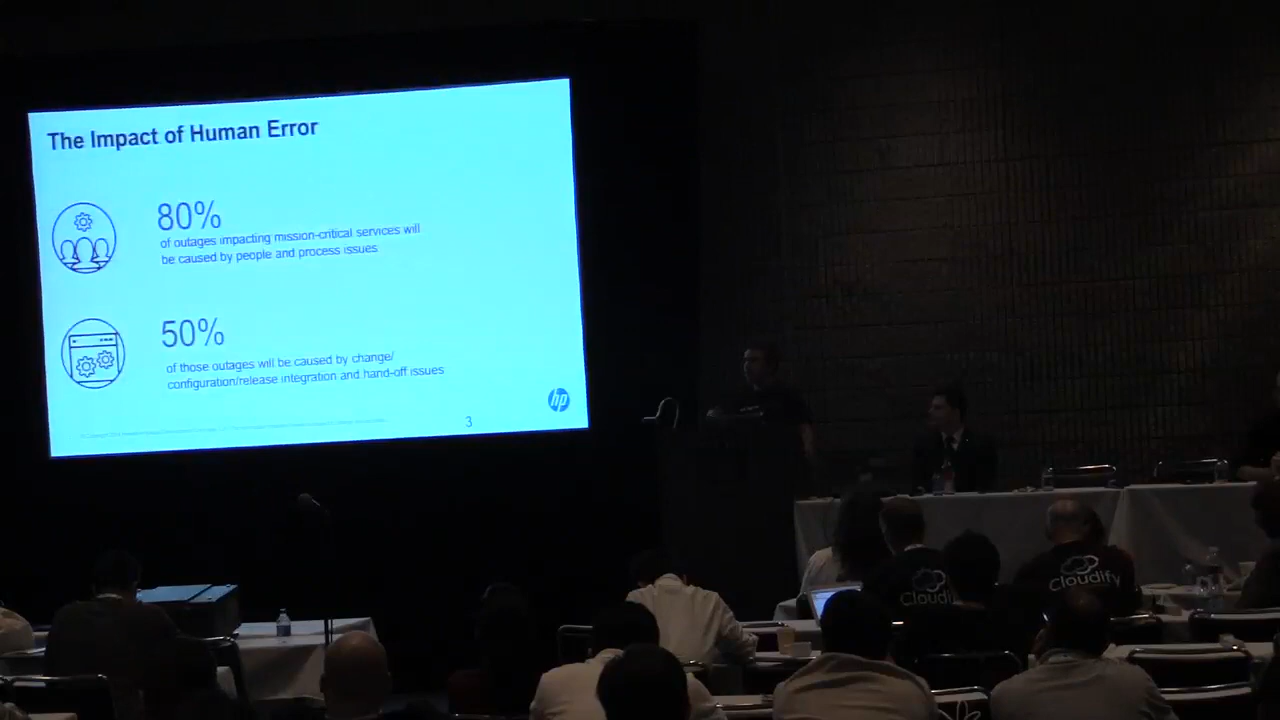 The Impact of Human Error
80%
of outages impacting mission-critical services will
be caused by people and process issues
50%
of those outages will be caused by change/
configuration/release integration and hand-off issues
hp
3
Cloudify